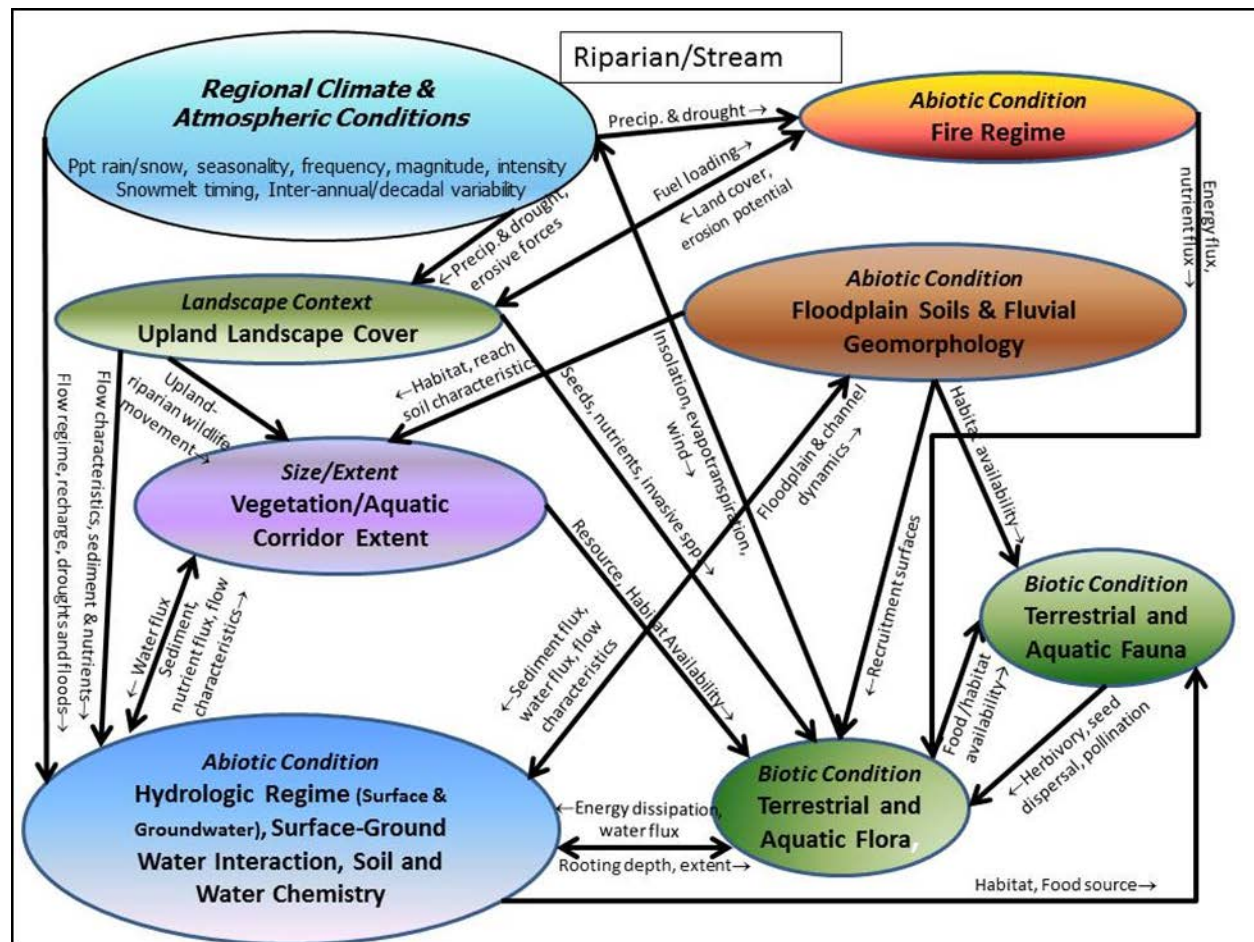 Riparian/Stream
Regional Climate &
Atmospheric Conditions
Ppt rain/snow, seasonality, frequency, magnitude, intensity
Snowmelt timing, Inter-annual/decadal variability
Abiotic Condition
Fire Regime
Precip. & drought→
Fuel loading→
←Land cover,
erosion potential
Energy flux,
nutrient flux→
←Precip.& drought,
erosive forces
Landscape Context
Upland Landscape Cover
Abiotic Condition
Floodplain Soils & Fluvial
Geomorphology
←Habitat, reach
soil characteristics
Upland-
riparian wildlife
movement→
Insolation, evapotranspiration,
wind→
Seeds, nutrients, invasive spp→
Flow regime, recharge, droughts and floods→
Flow characteristics, sediment & nutrients→
Floodplain & channel
dynamics→
Habitat availability→
Size/Extent
Vegetation/Aquatic
Corridor Extent
Resource, Habitat Availability→
←Recruitment surfaces
Biotic Condition
Terrestrial and
Aquatic Fauna
←Water flux
Sediment,
nutrient flux, flow
characteristics→
←Sediment flux,
water flux, flow
characteristics
Food /habitat
availability→
←Herbivory, seed
dispersal, pollination
Abiotic Condition
Hydrologic Regime (Surface &
Groundwater), Surface-Ground
Water Interaction, Soil and
Water Chemistry
←Energy dissipation,
water flux
Rooting depth, extent→
Biotic Condition
Terrestrial and
Aquatic Flora,
Habitat, Food source→